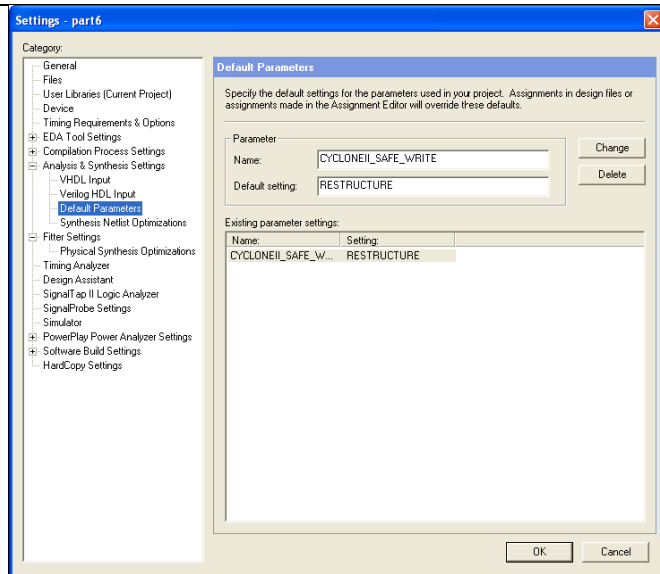 Settings - part6
Category:
General
Files
User Libraries (Current Project)
Device
Timing Requirements & Options
EDA Tool Settings
Compilation Process Settings
Analysis & Synthesis Settings
VHDL Input
Verilog HDL Input
Default Parameters
Synthesis Netlist Optimizations
Fitter Settings
Physical Synthesis Optimizations
Timing Analyzer
Design Assistant
SignalTap II Logic Analyzer
SignalProbe Settings
Simulator
PowerPlay Power Analyzer Settings
Software Build Settings
HardCopy Settings
Default Parameters
Specify the default settings for the parameters used in your project. Assignments in design files or
assignments made in the Assignment Editor will override these defaults.
Parameter
Name: CYCLONEII_SAFE_WRITE
Default setting: RESTRUCTURE
Change
Delete
Existing parameter settings:
Name: Setting:
CYCLONEII_SAFE_W... RESTRUCTURE
OK Cancel